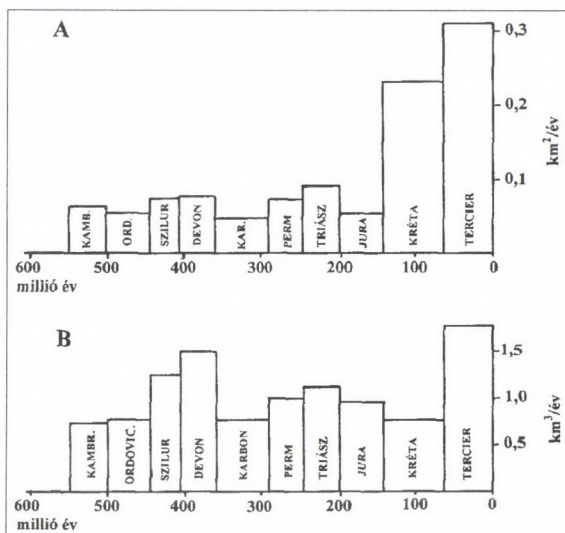 A
0,3
0,2
0,1
km²/év
KAMB.
ORD.
SZILUR
DEVON
KAR.
PERM
TRIÁSZ
JURA
KRÉTA
TERCIER
600 500 400 300 200 100 0
millió év
B
1,5
1,0
0,5
km³/év
KAMBR.
ORDOVIC.
SZILUR
DEVON
KARBON
PERM
TRIÁSZ
JURA
KRÉTA
TERCIER
600 500 400 300 200 100 0
millió év